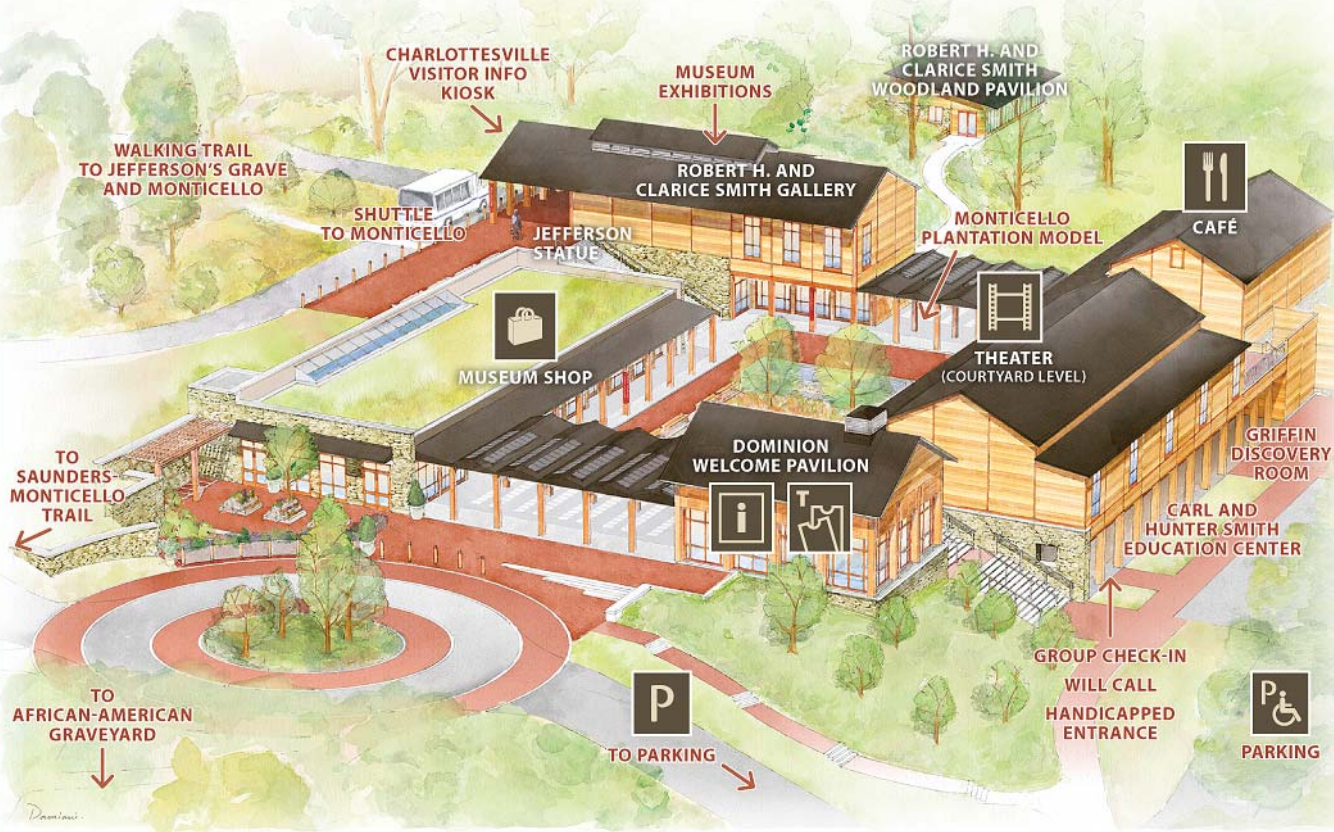 CHARLOTTESVILLE
VISITOR INFO
KIOSK
MUSEUM
EXHIBITIONS
ROBERT H. AND
CLARICE SMITH
WOODLAND PAVILION
WALKING TRAIL
TO JEFFERSON'S GRAVE
AND MONTICELLO
ROBERT H. AND
CLARICE SMITH GALLERY
SHUTTLE
TO MONTICELLO
JEFFERSON
STATUE
MONTICELLO
PLANTATION MODEL
CAFÉ
MUSEUM SHOP
THEATER
(COURTYARD LEVEL)
DOMINION
WELCOME PAVILION
i
T
TO
SAUNDERS-
MONTICELLO
TRAIL
GRIFFIN
DISCOVERY
ROOM
CARL AND
HUNTER SMITH
EDUCATION CENTER
GROUP CHECK-IN
WILL CALL
HANDICAPPED
ENTRANCE
TO
AFRICAN-AMERICAN
GRAVEYARD
P
TO PARKING
P
PARKING
Damiani.